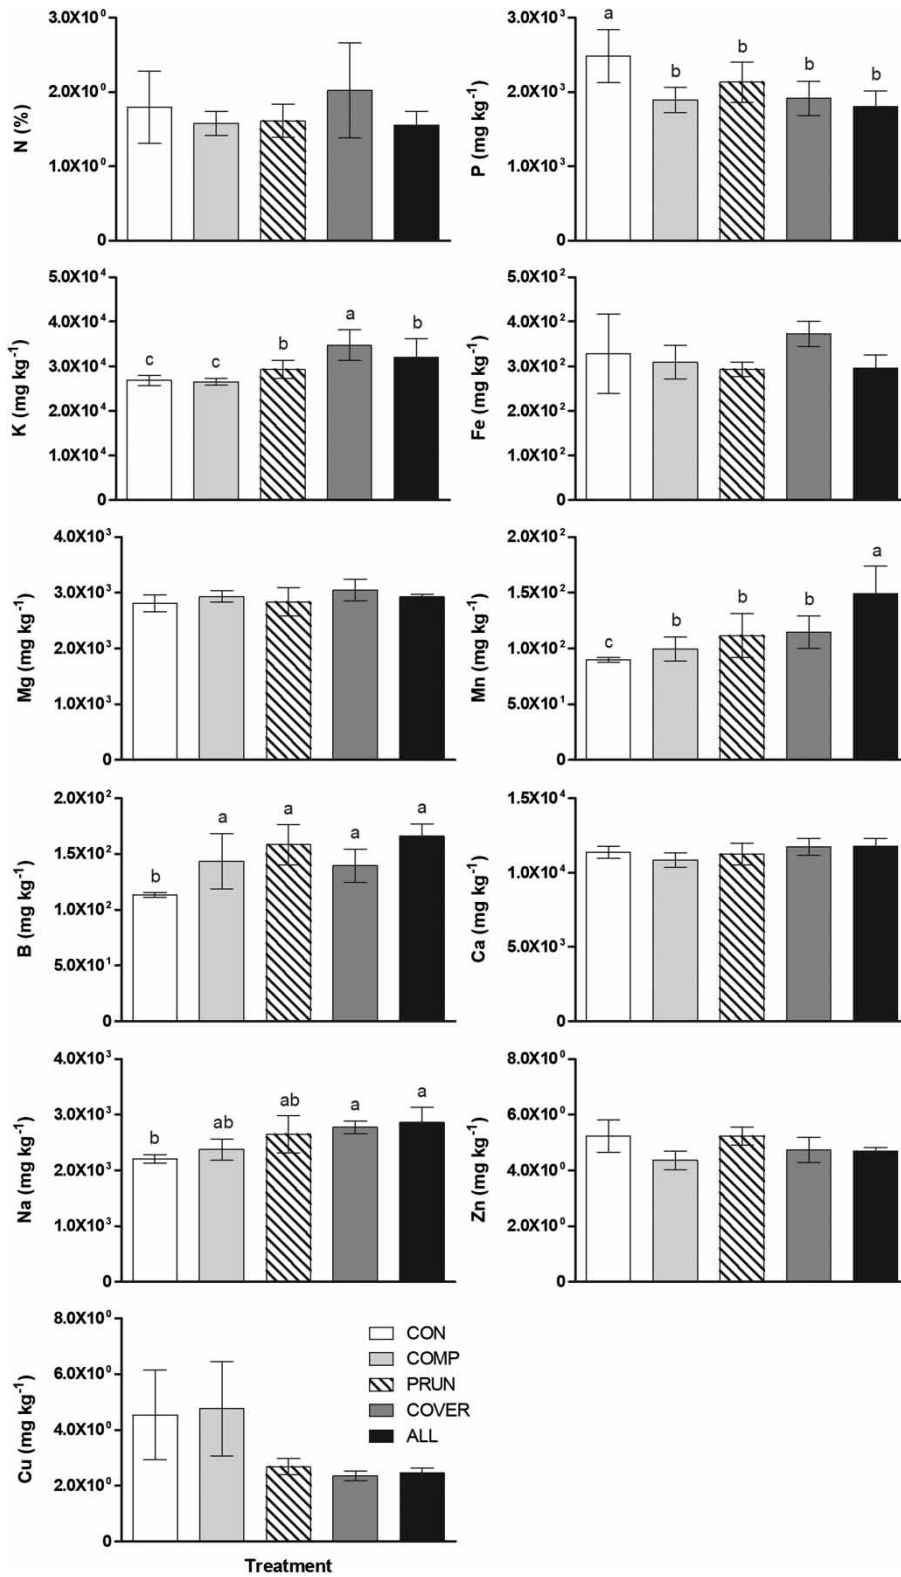 3.0X10⁰
2.0X10⁰
1.0X10⁰
0
N (%)
3.0X10³
2.0X10³
1.0X10³
0
P (mg kg⁻¹)
a
b
b
b
b
5.0X10⁴
4.0X10⁴
3.0X10⁴
2.0X10⁴
1.0X10⁴
0
K (mg kg⁻¹)
c
c
b
a
b
5.0X10²
4.0X10²
3.0X10²
2.0X10²
1.0X10²
0
Fe (mg kg⁻¹)
4.0X10³
3.0X10³
2.0X10³
1.0X10³
0
Mg (mg kg⁻¹)
2.0X10²
1.5X10²
1.0X10²
5.0X10¹
0
Mn (mg kg⁻¹)
c
b
b
b
a
2.0X10²
1.5X10²
1.0X10²
5.0X10¹
0
B (mg kg⁻¹)
b
a
a
a
a
1.5X10⁴
1.0X10⁴
5.0X10³
0
Ca (mg kg⁻¹)
4.0X10³
3.0X10³
2.0X10³
1.0X10³
0
Na (mg kg⁻¹)
b
ab
ab
a
a
8.0X10⁰
6.0X10⁰
4.0X10⁰
2.0X10⁰
0
Zn (mg kg⁻¹)
8.0X10⁰
6.0X10⁰
4.0X10⁰
2.0X10⁰
0
Cu (mg kg⁻¹)
CON
COMP
PRUN
COVER
ALL
Treatment